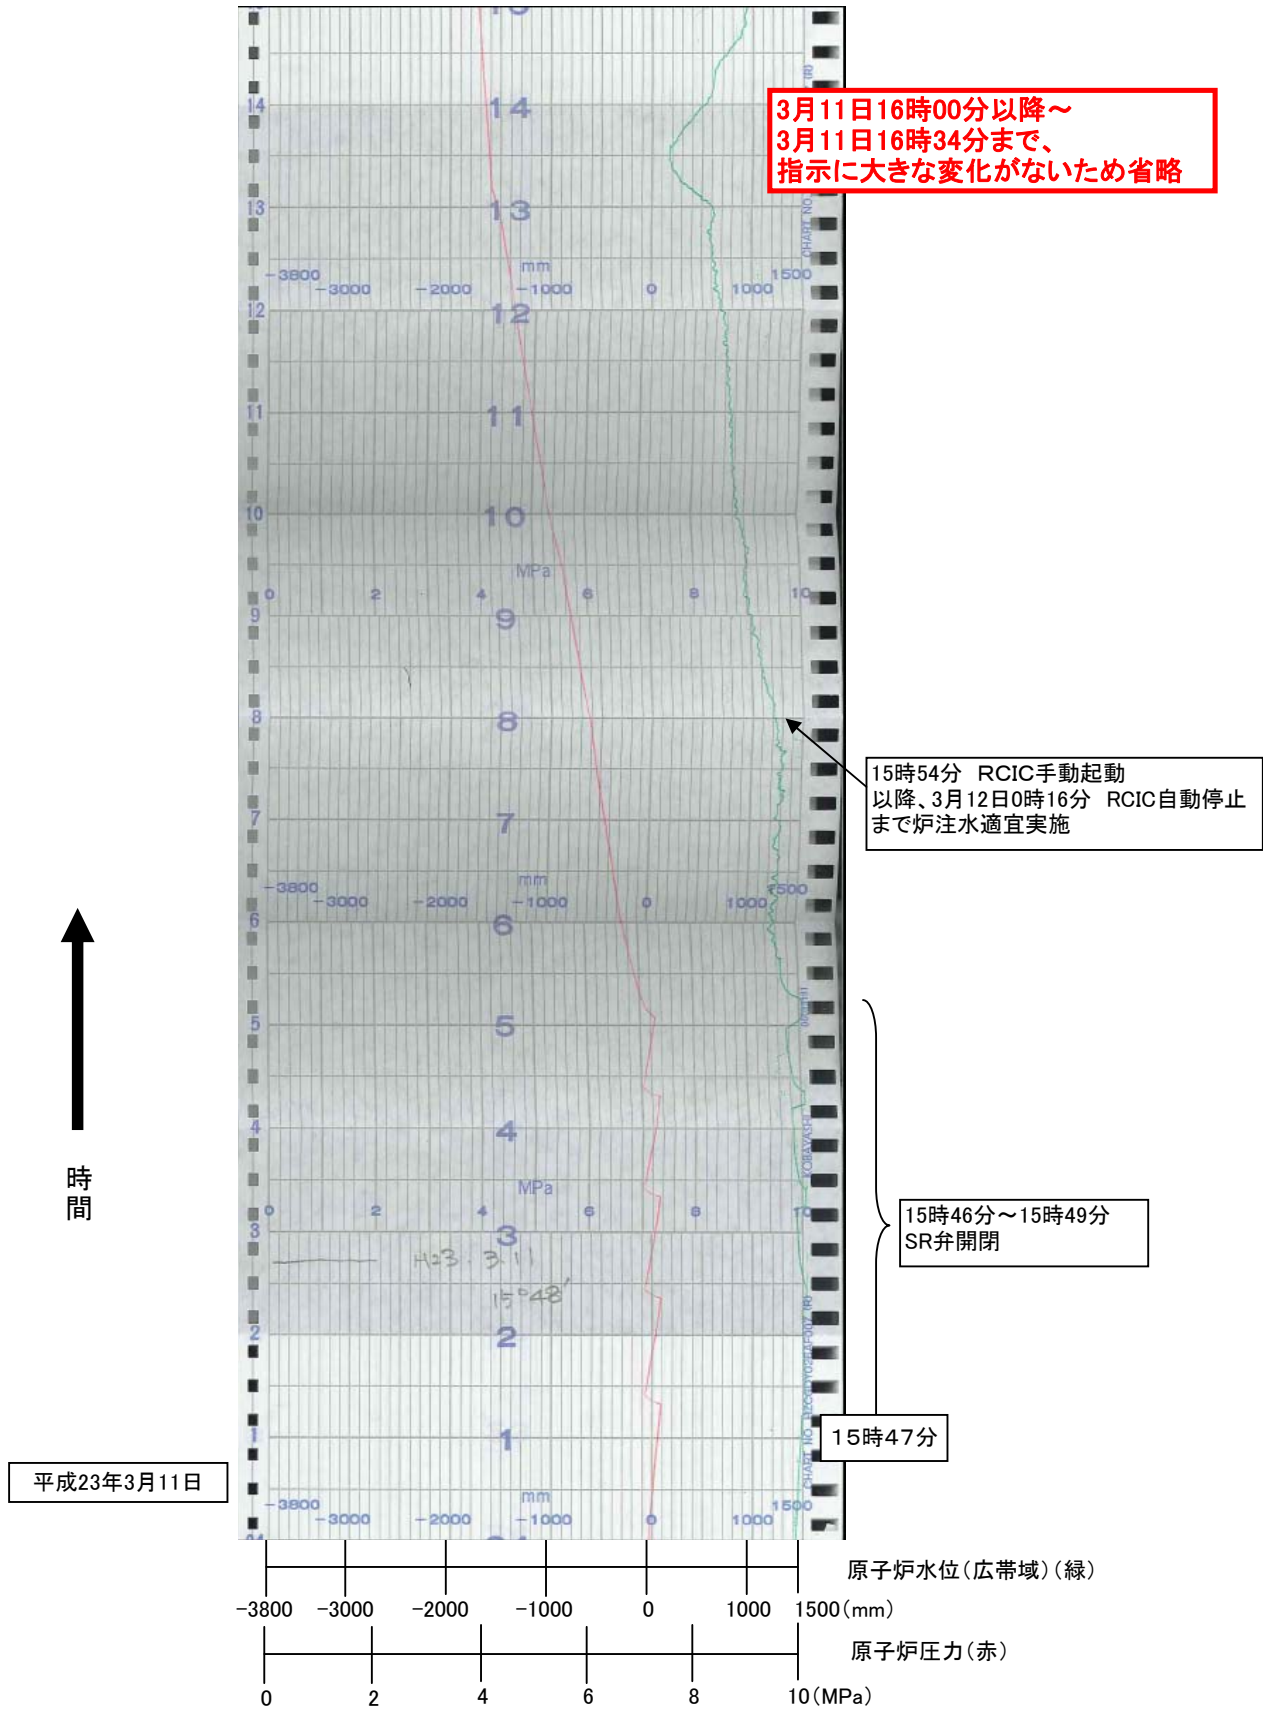 14
14
3月11日16時00分以降～
3月11日16時34分まで、
指示に大きな変化がないため省略
13
13
CHART NO.
mm
-3800 -3000 -2000 -1000 0 1000 1500
12
12
11
11
10
10
MPa
0 2 4 6 8 10
9
9
8
8
15時54分 RCIC手動起動
以降、3月12日0時16分 RCIC自動停止
まで炉注水適宜実施
7
7
mm
-3800 -3000 -2000 -1000 0 1000 1500
6
6
5
5
4
4
KOBAYASHI
時間
MPa
0 2 4 6 8 10
3
3
15時46分～15時49分
SR弁開閉
H23.3.11
15°48′
2
2
1
1
CHART NO.
15時47分
平成23年3月11日
mm
-3800 -3000 -2000 -1000 0 1000 1500
原子炉水位(広帯域)(緑)
-3800 -3000 -2000 -1000 0 1000 1500(mm)
原子炉圧力(赤)
0 2 4 6 8 10(MPa)